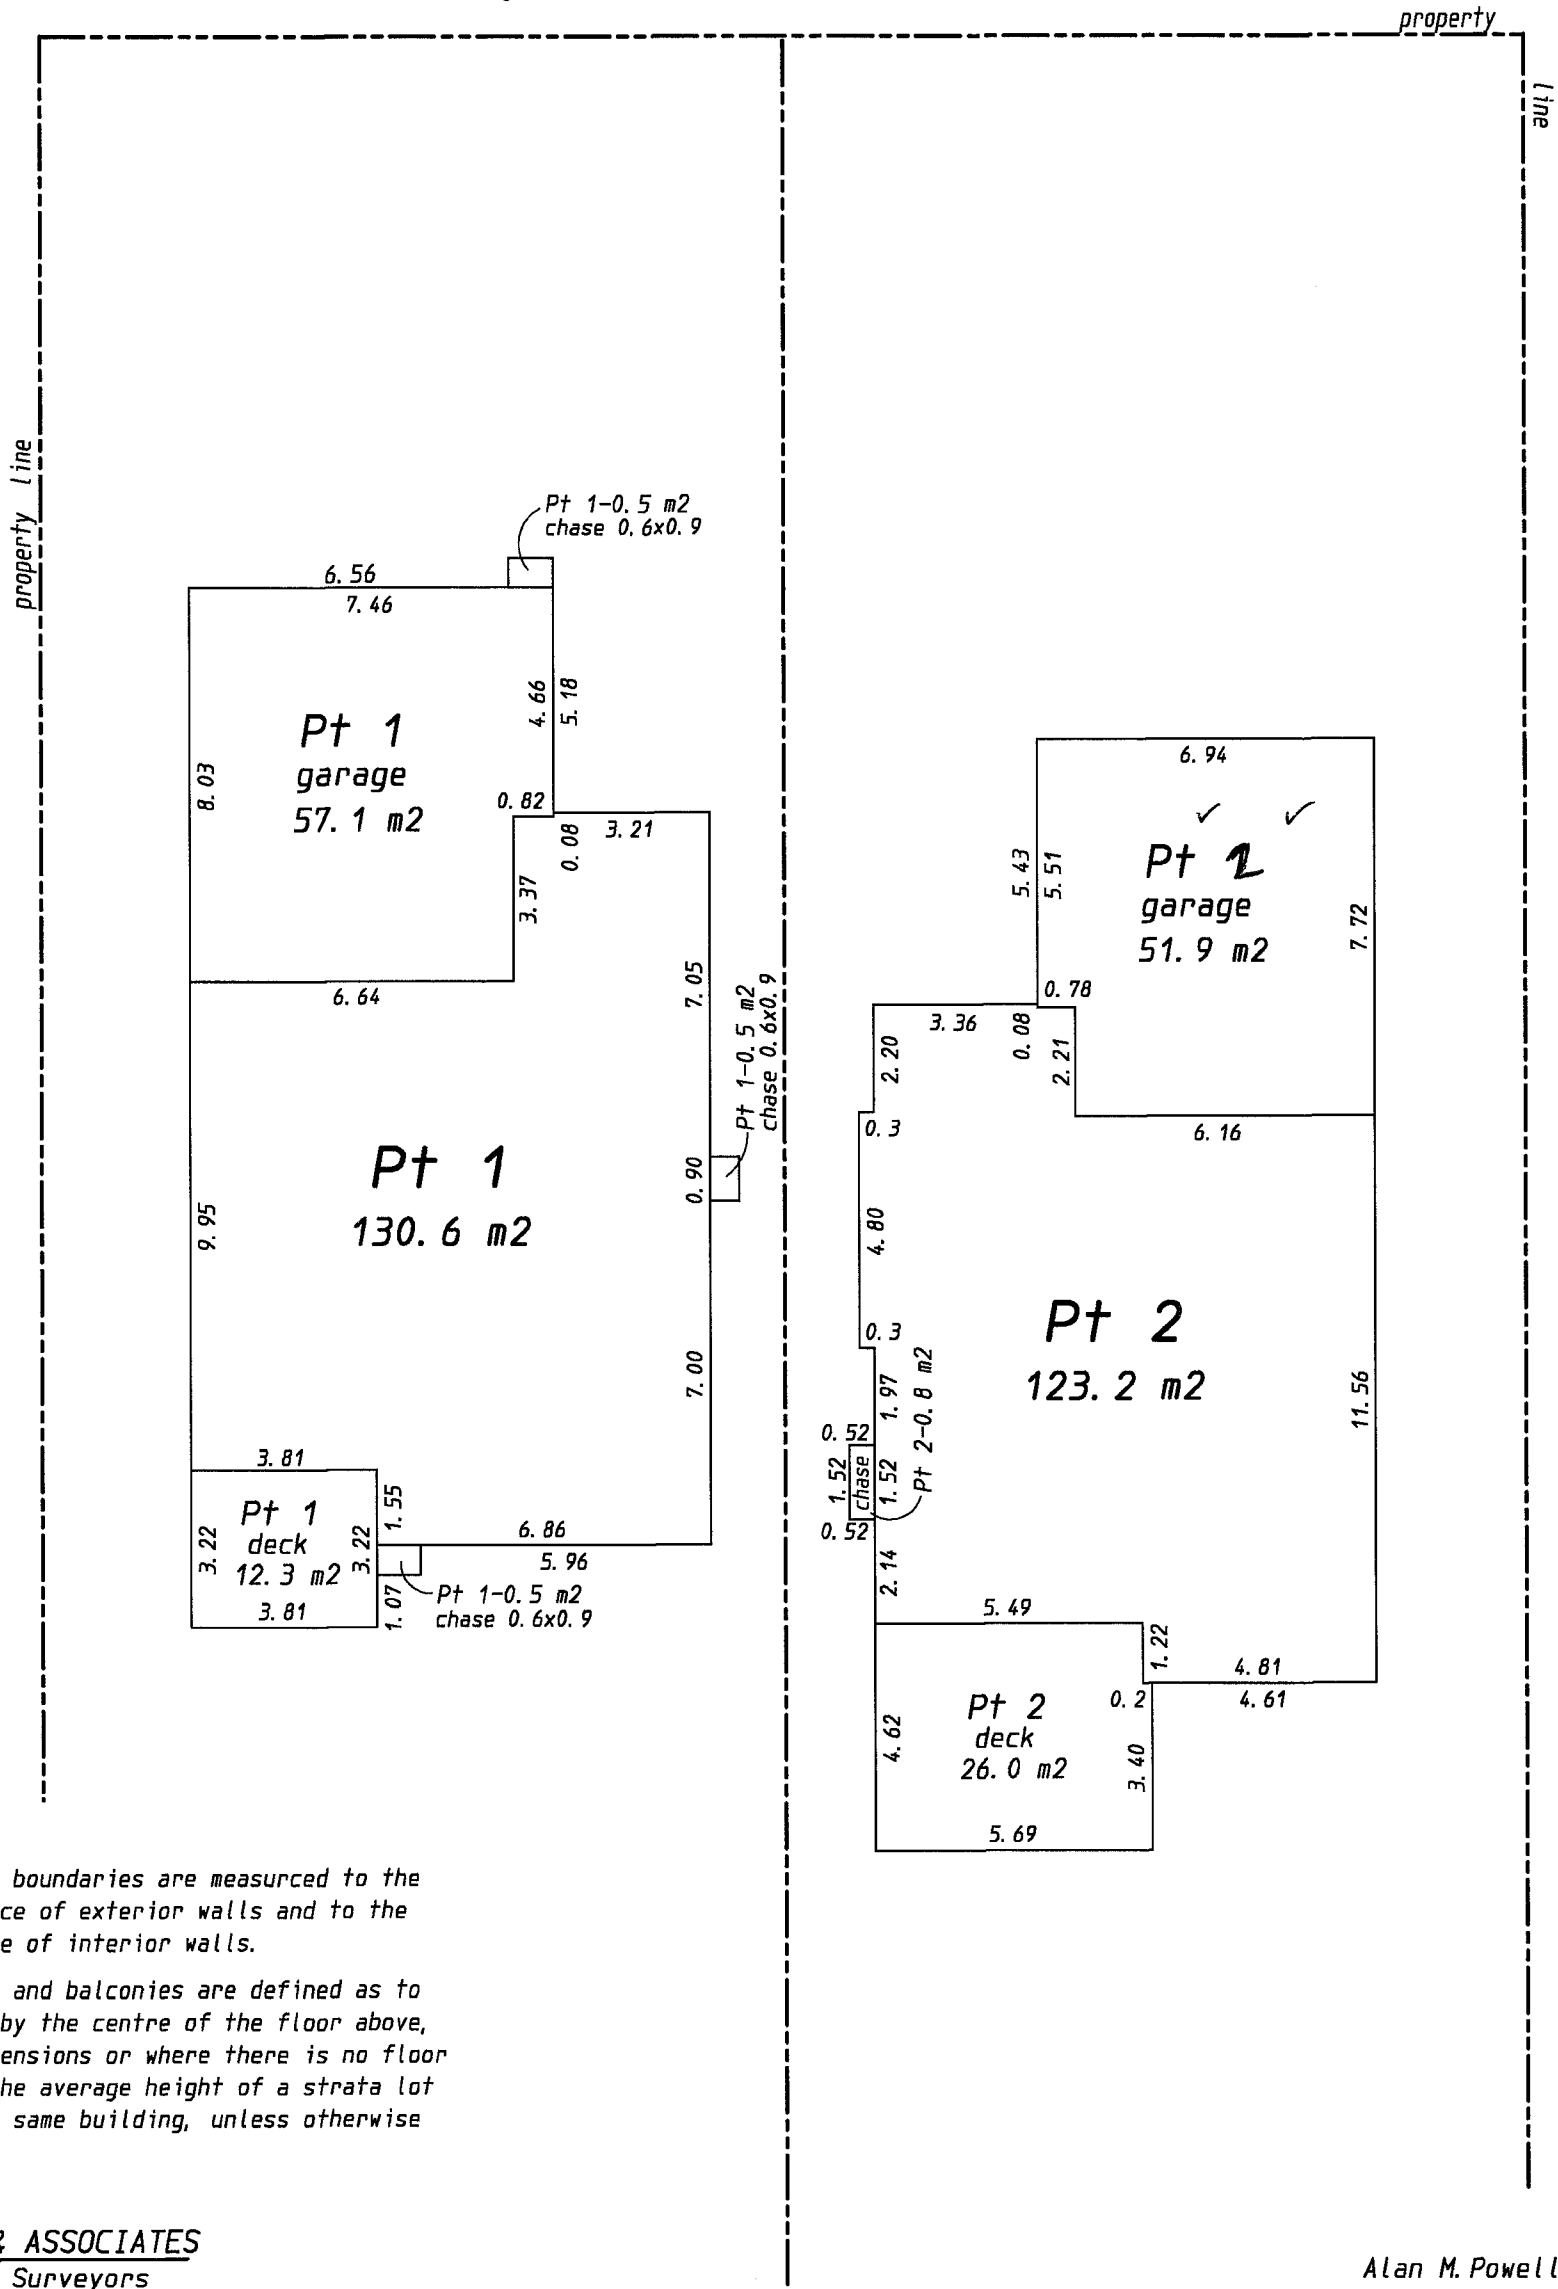 property
line
property line
Pt 1-0.5 m2
chase 0.6x0.9
6.56
7.46
4.66
5.18
Pt 1
garage
57.1 m2
8.03
0.82
0.08
3.21
3.37
6.64
7.05
Pt 1-0.5 m2
chase 0.6x0.9
0.90
Pt 1
130.6 m2
9.95
7.00
3.81
Pt 1
deck
12.3 m2
3.22
3.22
1.55
3.81
1.07
6.86
5.96
Pt 1-0.5 m2
chase 0.6x0.9
6.94
5.43
5.51
Pt 2
garage
51.9 m2
7.72
0.78
3.36
0.08
2.20
2.21
0.3
6.16
4.80
0.3
Pt 2
123.2 m2
11.56
1.97
Pt 2-0.8 m2
0.52
1.52
chase
1.52
0.52
2.14
5.49
1.22
4.81
4.61
0.2
Pt 2
deck
26.0 m2
4.62
3.40
5.69
boundaries are measurced to the
ce of exterior walls and to the
e of interior walls.
and balconies are defined as to
by the centre of the floor above,
ensions or where there is no floor
he average height of a strata lot
same building, unless otherwise
& ASSOCIATES
Surveyors
Alan M. Powell